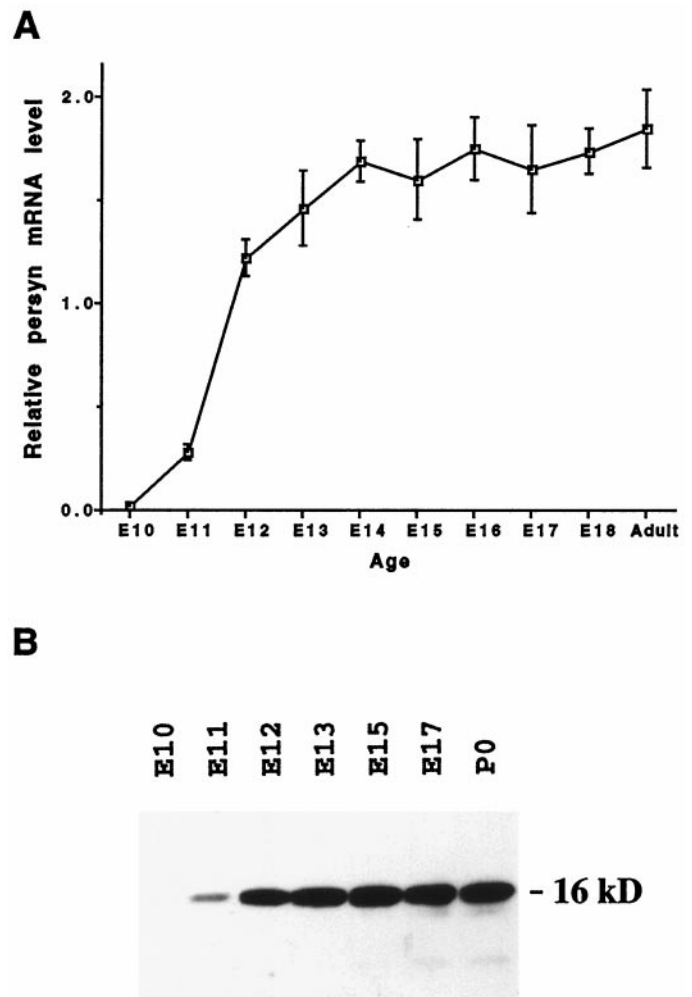 A
Relative persyn mRNA level
2.0
1.0
0.0
E10 E11 E12 E13 E14 E15 E16 E17 E18 Adult
Age
B
E10 E11 E12 E13 E15 E17 P0
- 16 kD